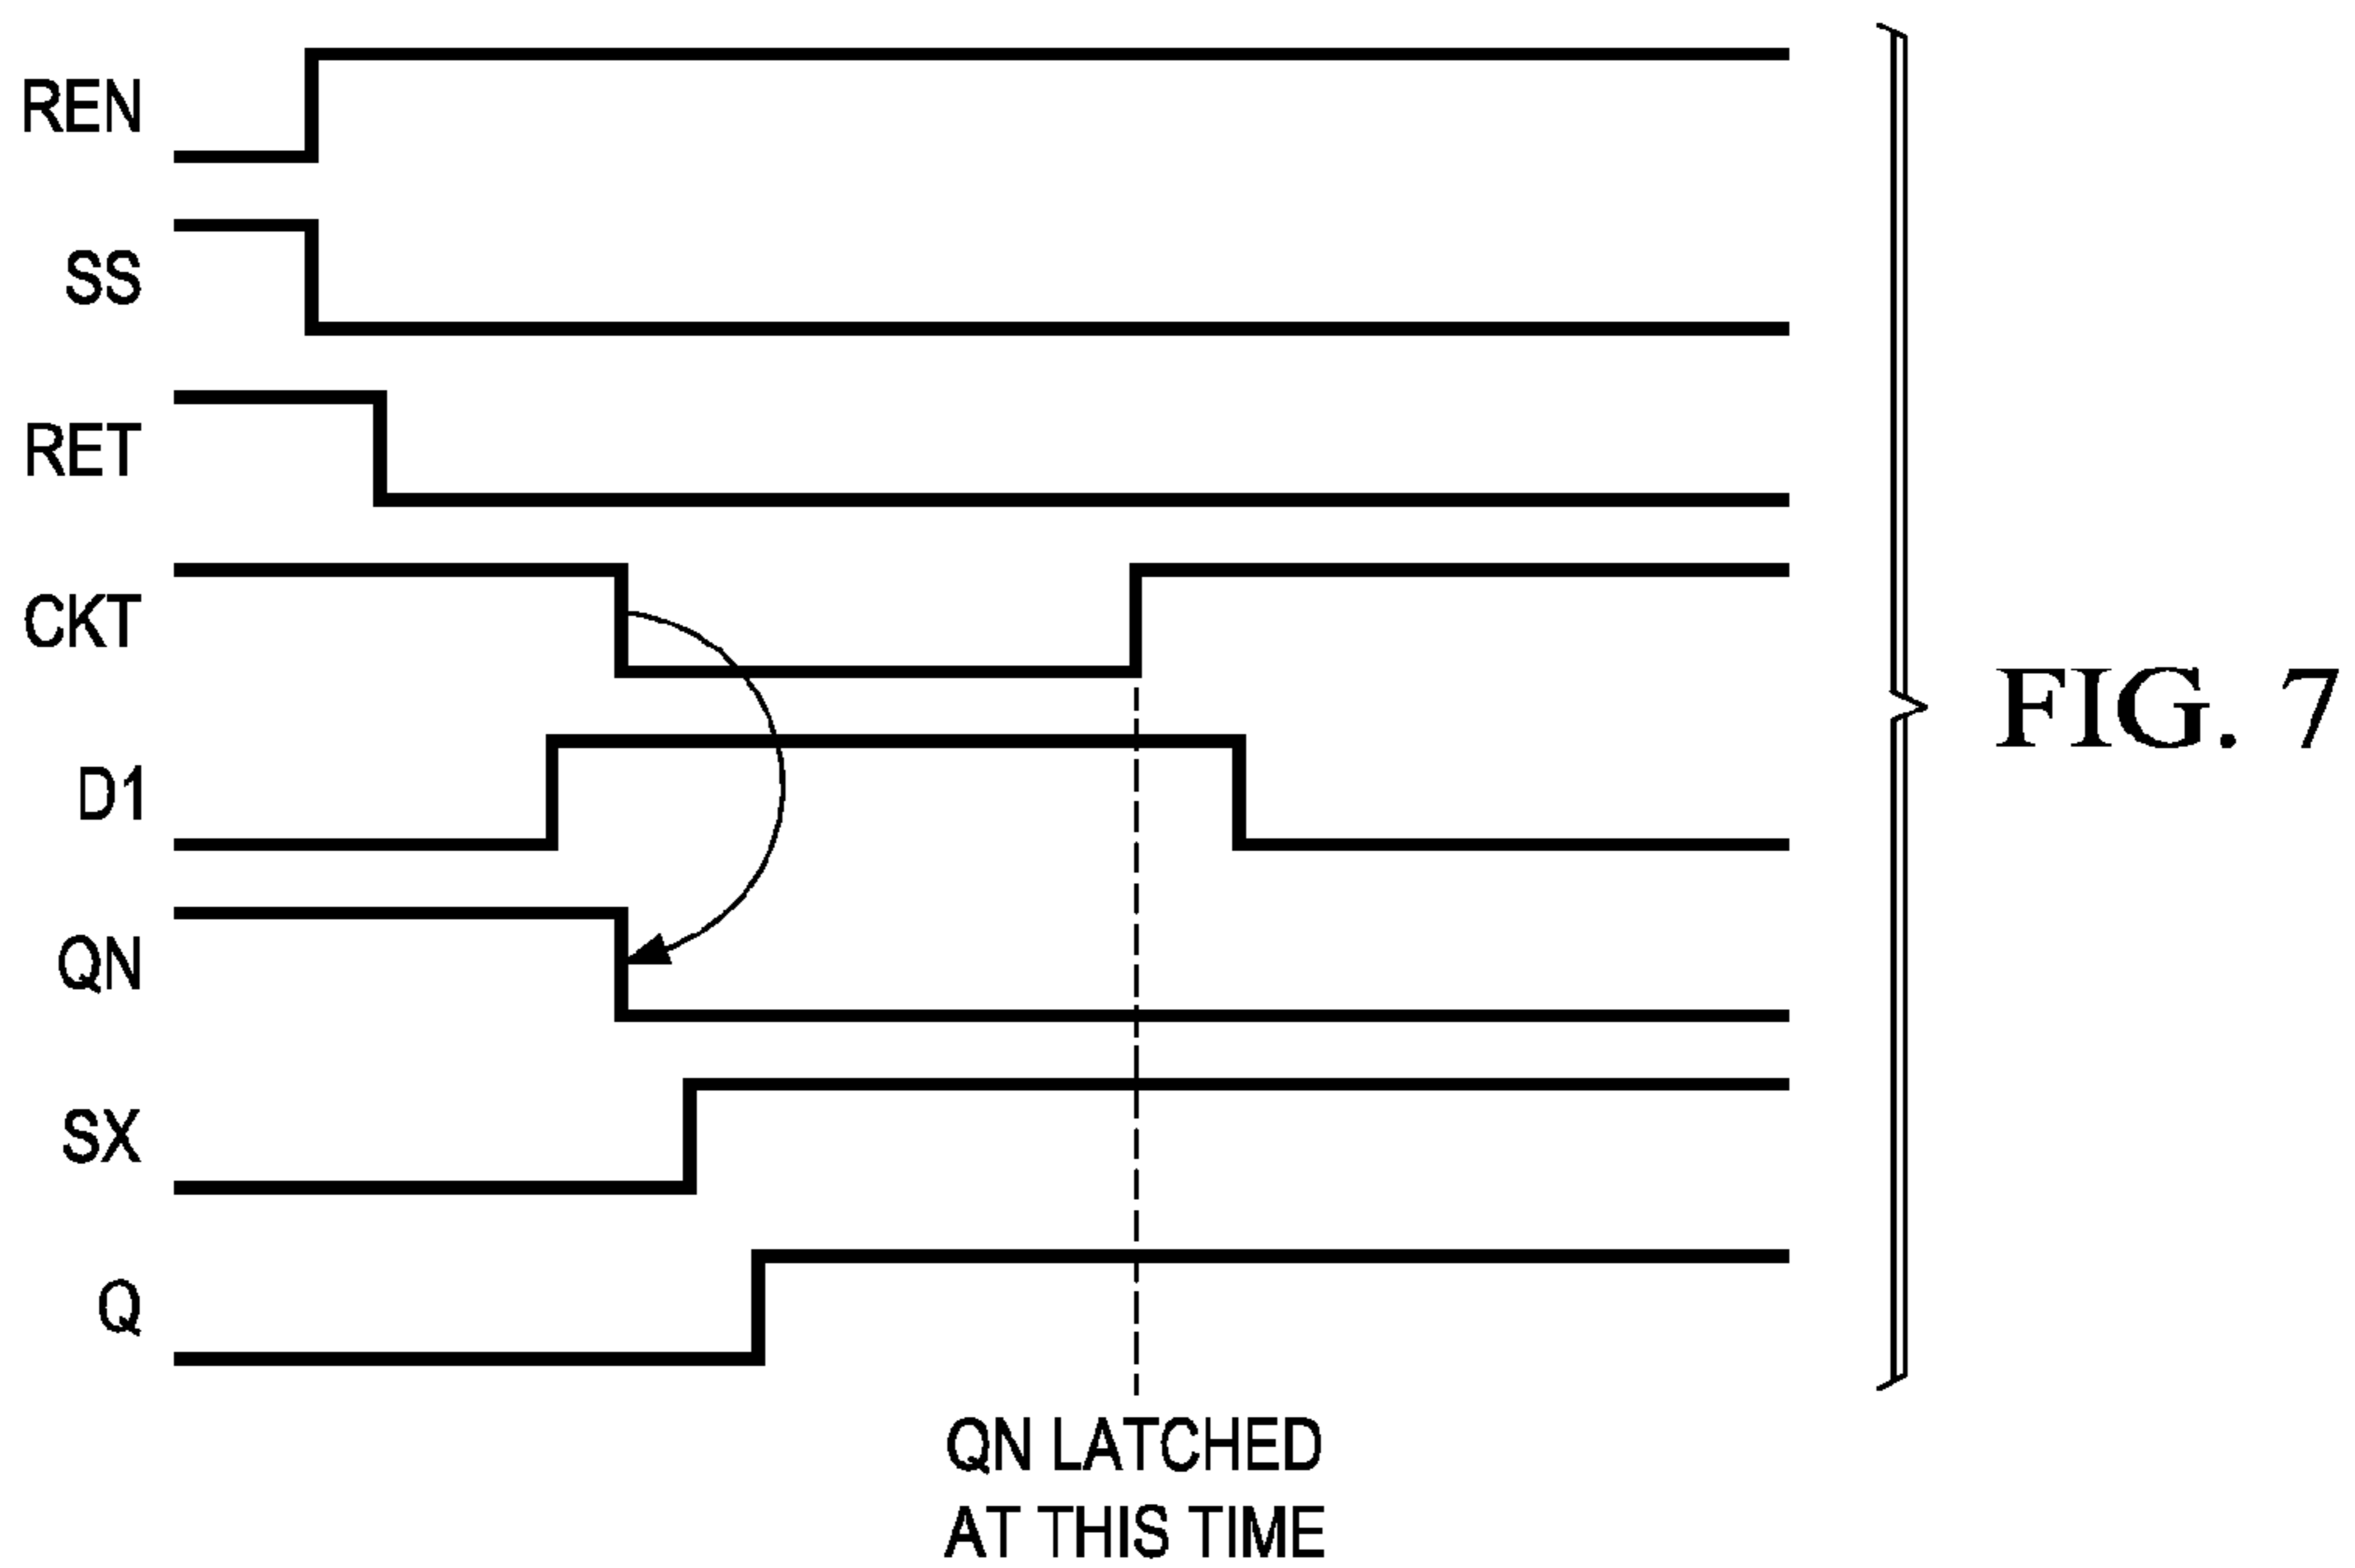 REN
SS
RET
CKT
D1
QN
SX
Q
QN LATCHED
AT THIS TIME
FIG. 7